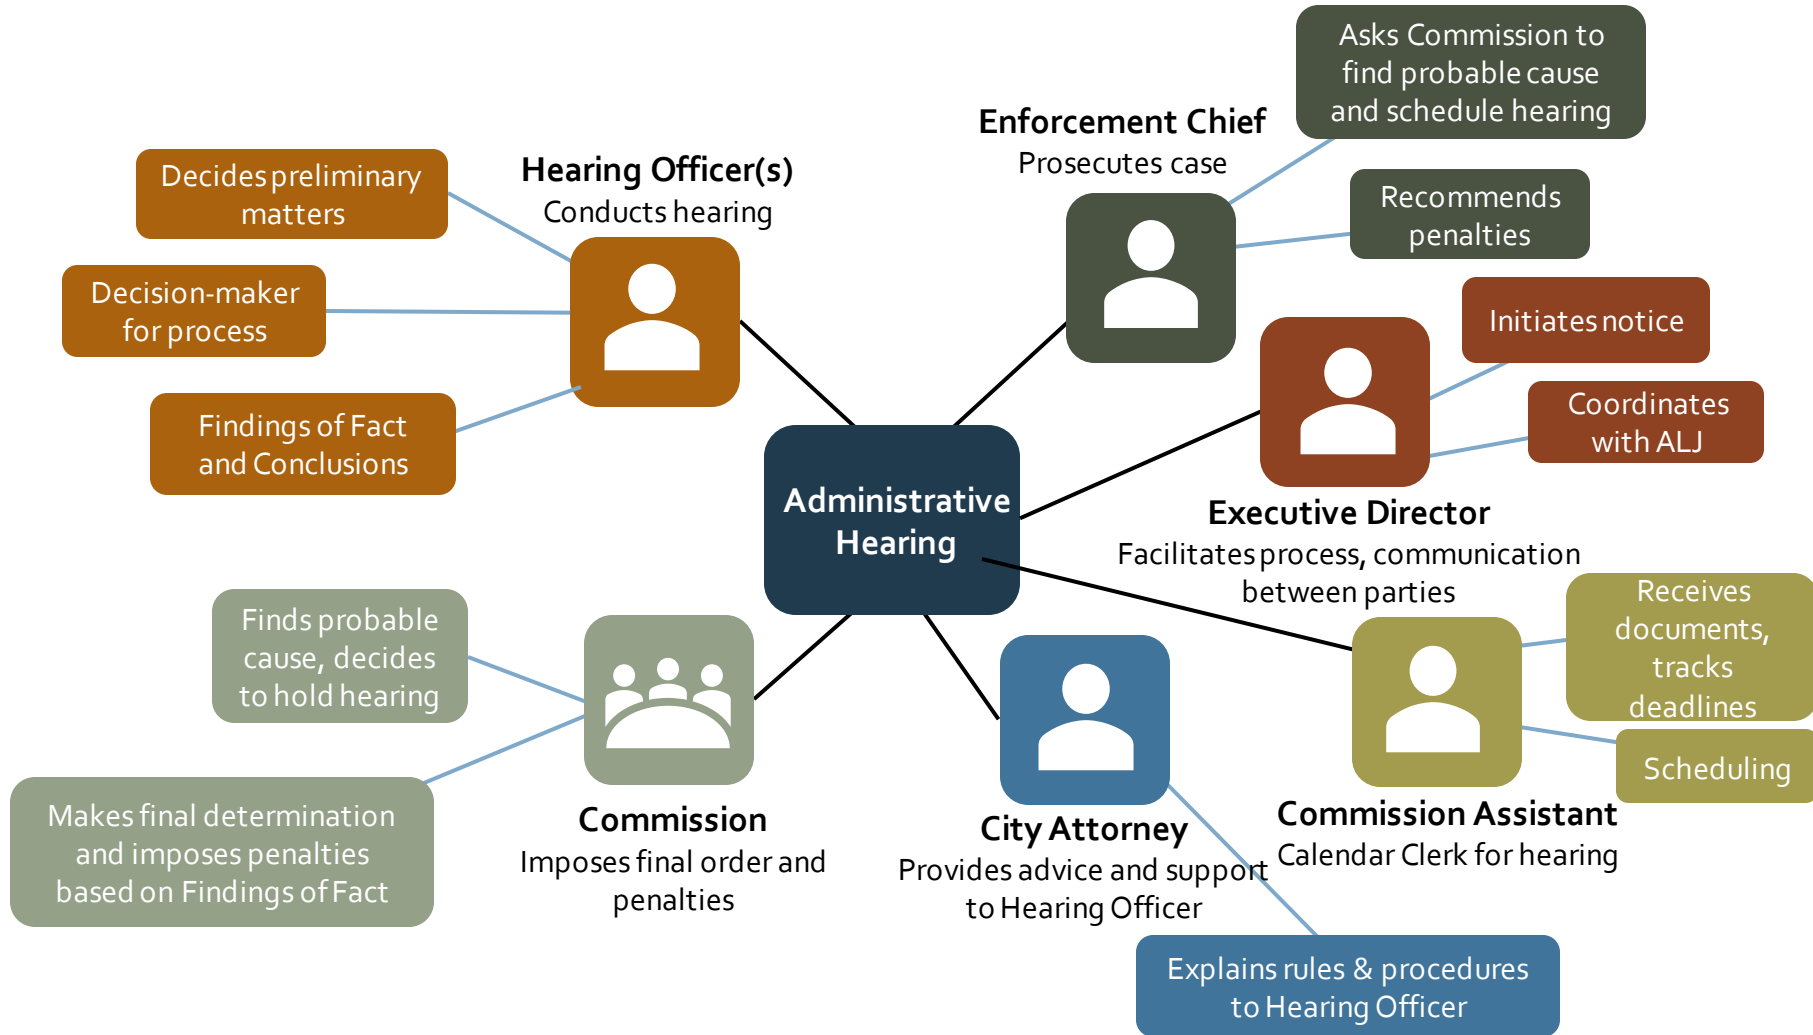 Asks Commission to
find probable cause
and schedule hearing
Enforcement Chief
Prosecutes case
Recommends
penalties
Hearing Officer(s)
Conducts hearing
Decides preliminary
matters
Decision-maker
for process
Findings of Fact
and Conclusions
Initiates notice
Coordinates
with ALJ
Administrative
Hearing
Executive Director
Facilitates process, communication
between parties
Receives
documents,
tracks
deadlines
Scheduling
Finds probable
cause, decides
to hold hearing
Makes final determination
and imposes penalties
based on Findings of Fact
Commission
Imposes final order and
penalties
City Attorney
Provides advice and support
to Hearing Officer
Commission Assistant
Calendar Clerk for hearing
Explains rules & procedures
to Hearing Officer